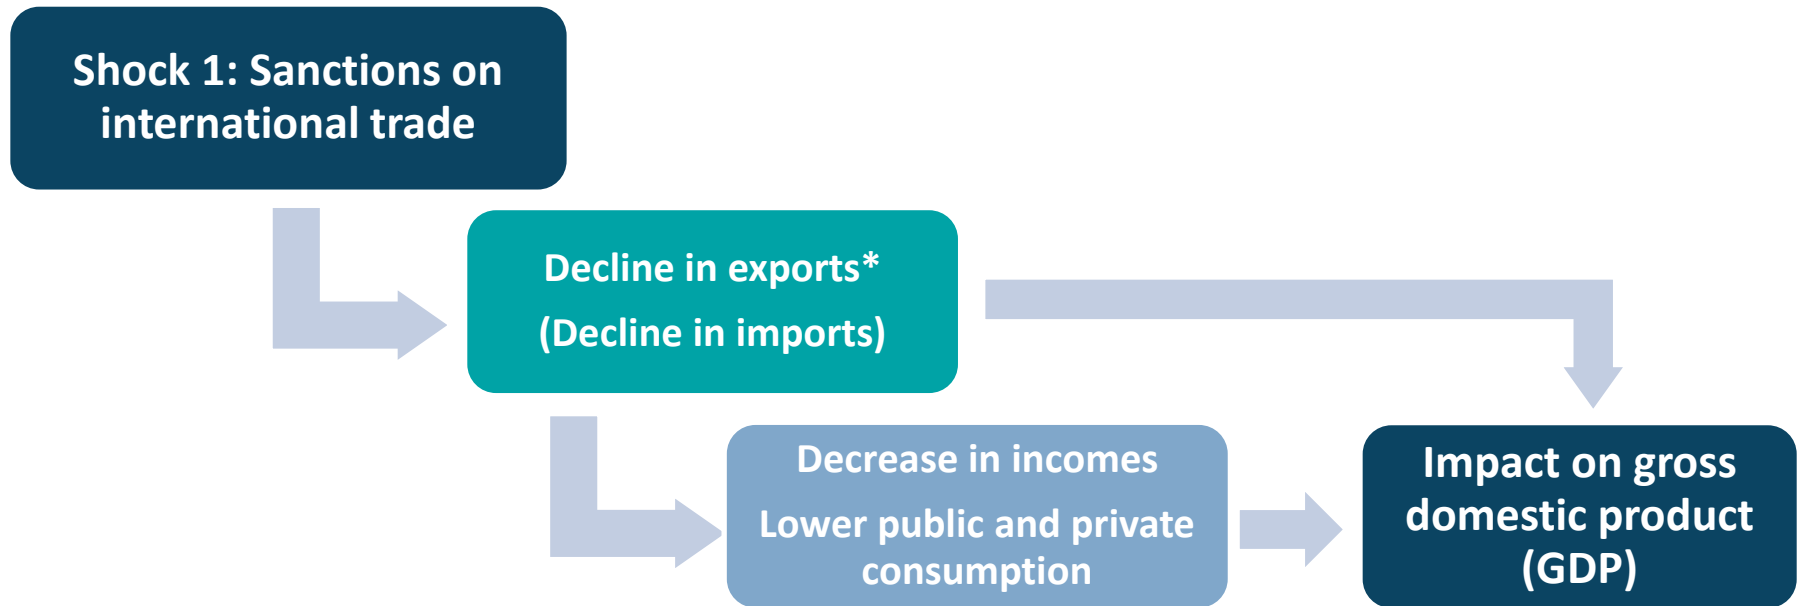 Shock 1: Sanctions on
international trade
Decline in exports*
(Decline in imports)
Decrease in incomes
Lower public and private
consumption
Impact on gross
domestic product
(GDP)